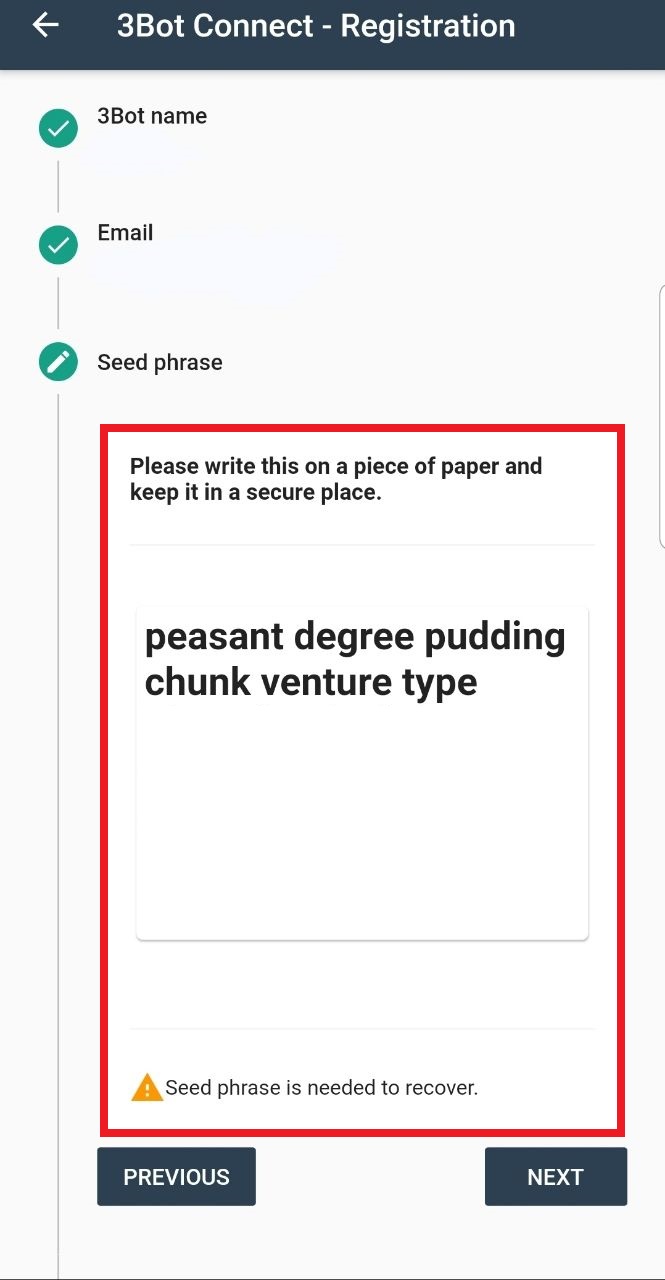 3Bot Connect - Registration
3Bot name
Email
Seed phrase
Please write this on a piece of paper and
keep it in a secure place.
peasant degree pudding
chunk venture type
Seed phrase is needed to recover.
PREVIOUS
NEXT